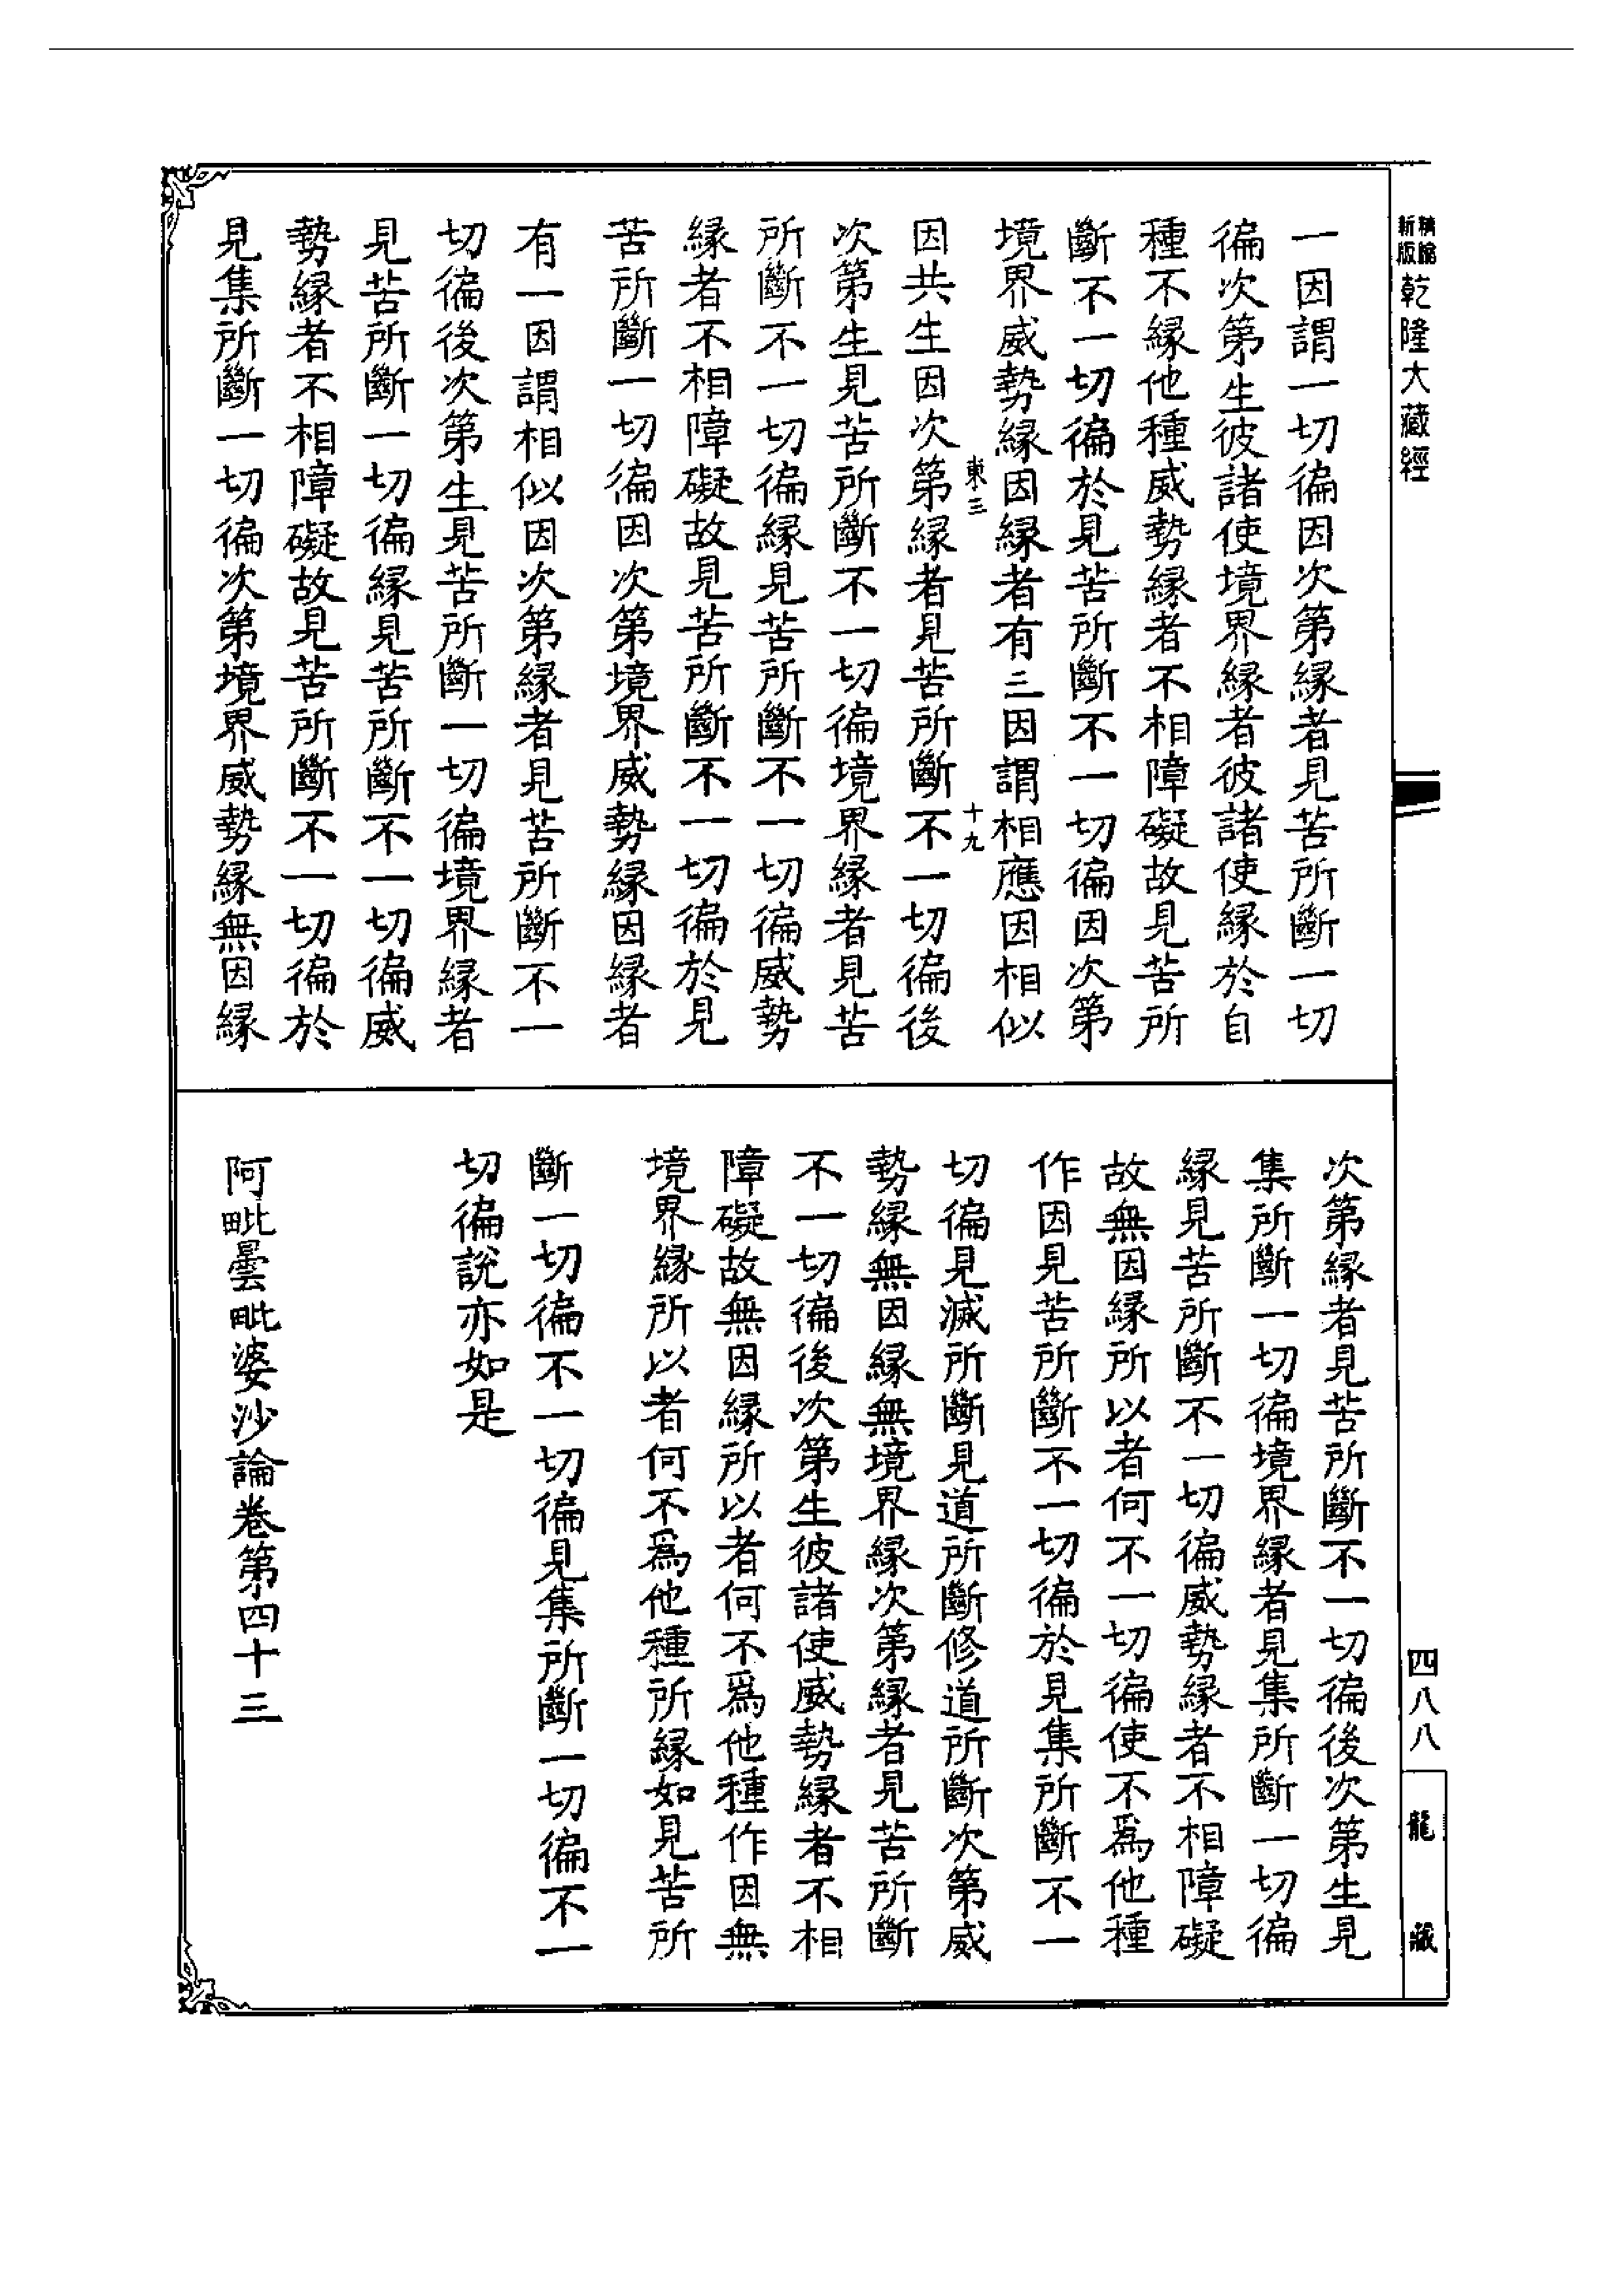 新版精縮乾隆大藏經
一因謂一切徧因次第緣者見苦所斷一切
徧次第生彼諸使境界緣者彼諸使緣於自
種不緣他種威勢緣者不相障礙故見苦所
斷不一切徧於見苦所斷不一切徧因次第
境界威勢緣因緣者有三因謂相應因相似
東三
十九
因共生因次第緣者見苦所斷不一切徧後
次第生見苦所斷不一切徧境界緣者見苦
所斷不一切徧緣見苦所斷不一切徧威勢
緣者不相障礙故見苦所斷不一切徧於見
苦所斷一切徧因次第境界威勢緣因緣者
有一因謂相似因次第緣者見苦所斷不一
切徧後次第生見苦所斷一切徧境界緣者
見苦所斷一切徧緣見苦所斷不一切徧威
勢緣者不相障礙故見苦所斷不一切徧於
見集所斷一切徧次第境界威勢緣無因緣
次第緣者見苦所斷不一切徧後次第生見
集所斷一切徧境界緣者見集所斷一切徧
緣見苦所斷不一切徧威勢緣者不相障礙
故無因緣所以者何不一切徧使不爲他種
作因見苦所斷不一切徧於見集所斷不一
切徧見滅所斷見道所斷修道所斷次第威
勢緣無因緣無境界緣次第緣者見苦所斷
不一切徧後次第生彼諸使威勢緣者不相
障礙故無因緣所以者何不爲他種作因無
境界緣所以者何不爲他種所緣如見苦所
斷一切徧不一切徧見集所斷一切徧不一
切徧說亦如是
阿毗曇毗婆沙論卷第四十三
四八八
龍藏